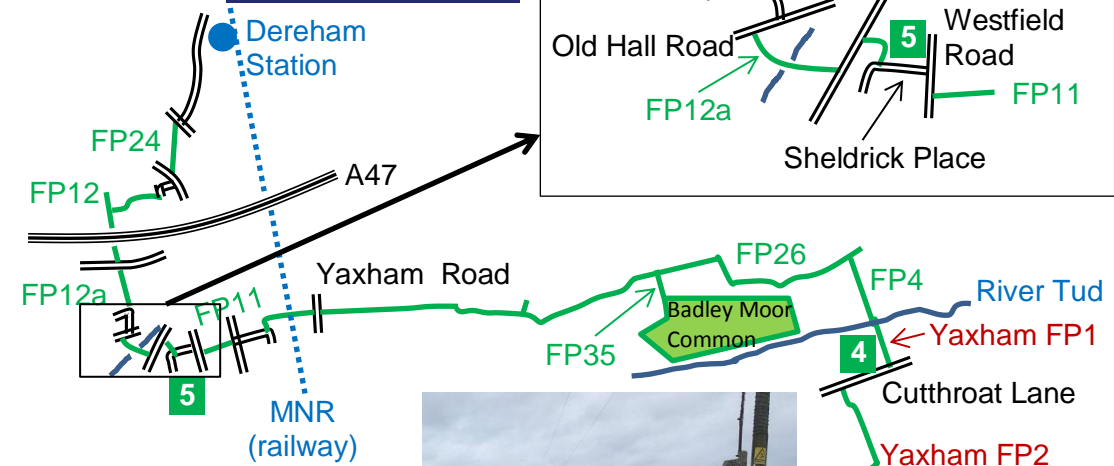 Dereham
Station
FP24
FP12
A47
FP12a
FP11
5
MNR
(railway)
Yaxham Road
FP26
FP4
River Tud
Badley Moor
Common
FP35
Yaxham FP1
4
Cutthroat Lane
Yaxham FP2
Old Hall Road
5
Westfield
Road
FP12a
FP11
Sheldrick Place